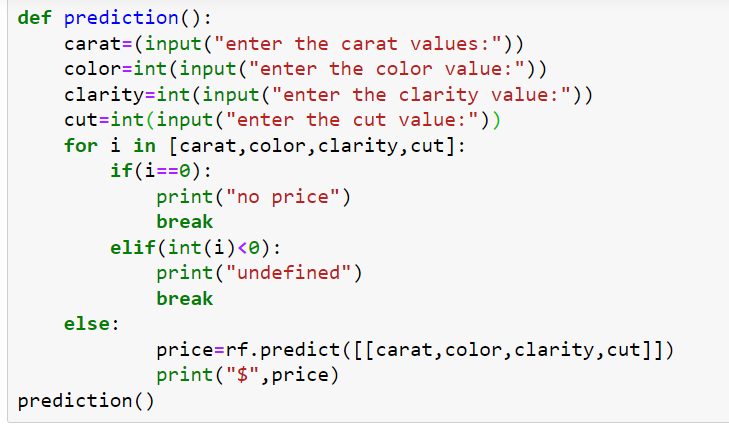 def prediction():
    carat=(input("enter the carat values:"))
    color=int(input("enter the color value:"))
    clarity=int(input("enter the clarity value:"))
    cut=int(input("enter the cut value:"))
    for i in [carat,color,clarity,cut]:
        if(i==0):
            print("no price")
            break
        elif(int(i)<0):
            print("undefined")
            break
    else:
            price=rf.predict([[carat,color,clarity,cut]])
            print("$",price)
prediction()